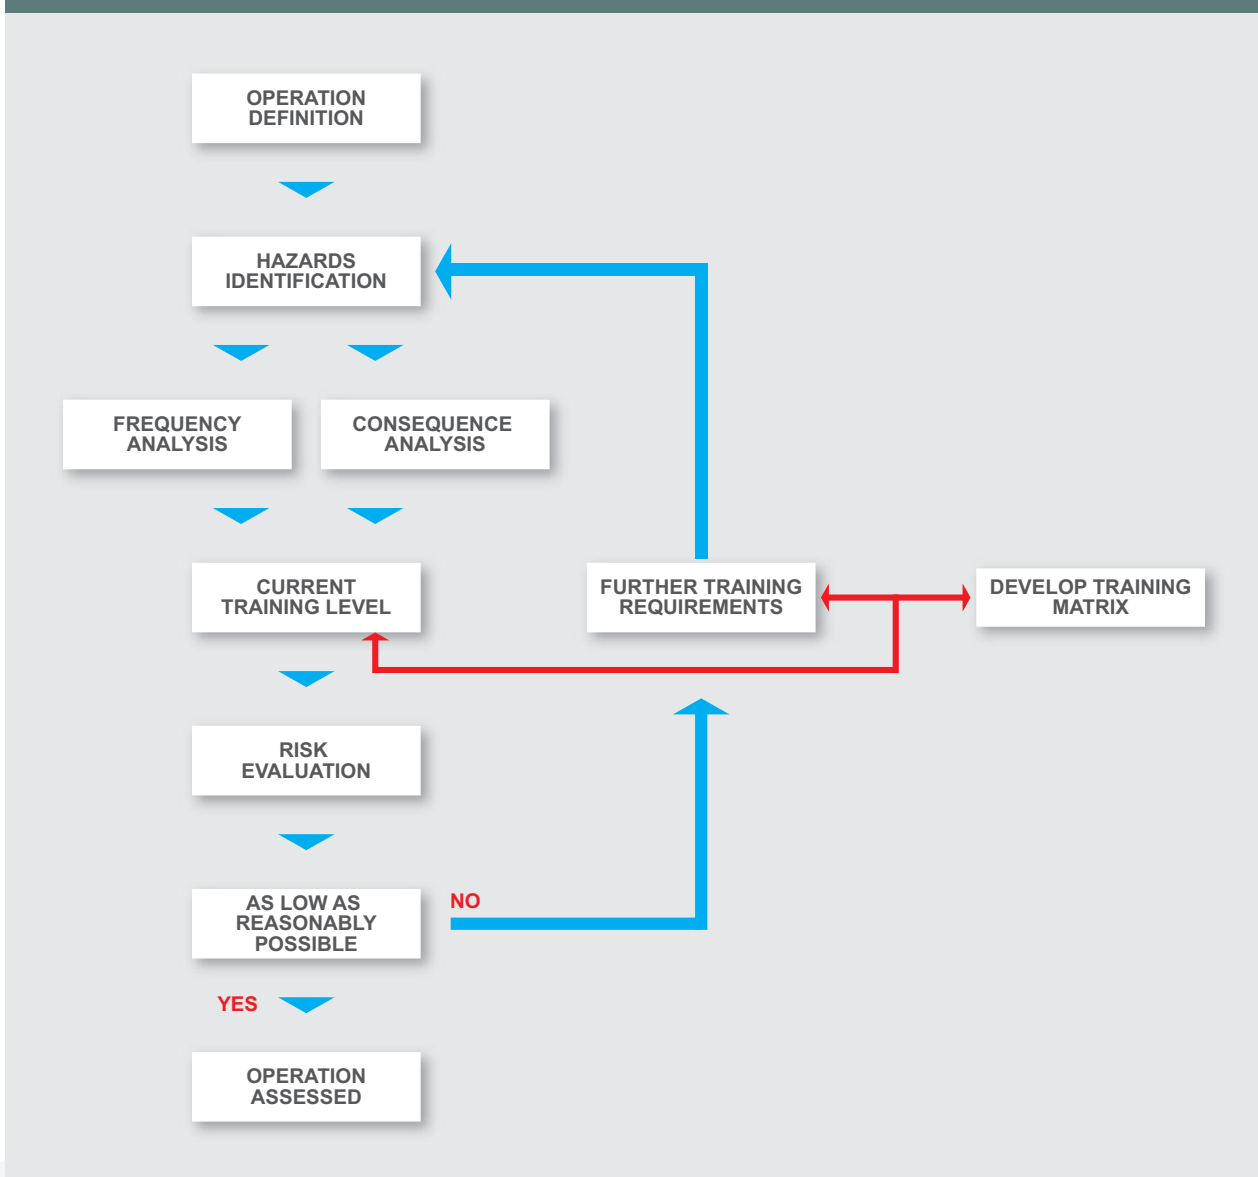 OPERATION
DEFINITION
HAZARDS
IDENTIFICATION
FREQUENCY
ANALYSIS
CONSEQUENCE
ANALYSIS
CURRENT
TRAINING LEVEL
FURTHER TRAINING
REQUIREMENTS
DEVELOP TRAINING
MATRIX
RISK
EVALUATION
AS LOW AS
REASONABLY
POSSIBLE
NO
YES
OPERATION
ASSESSED